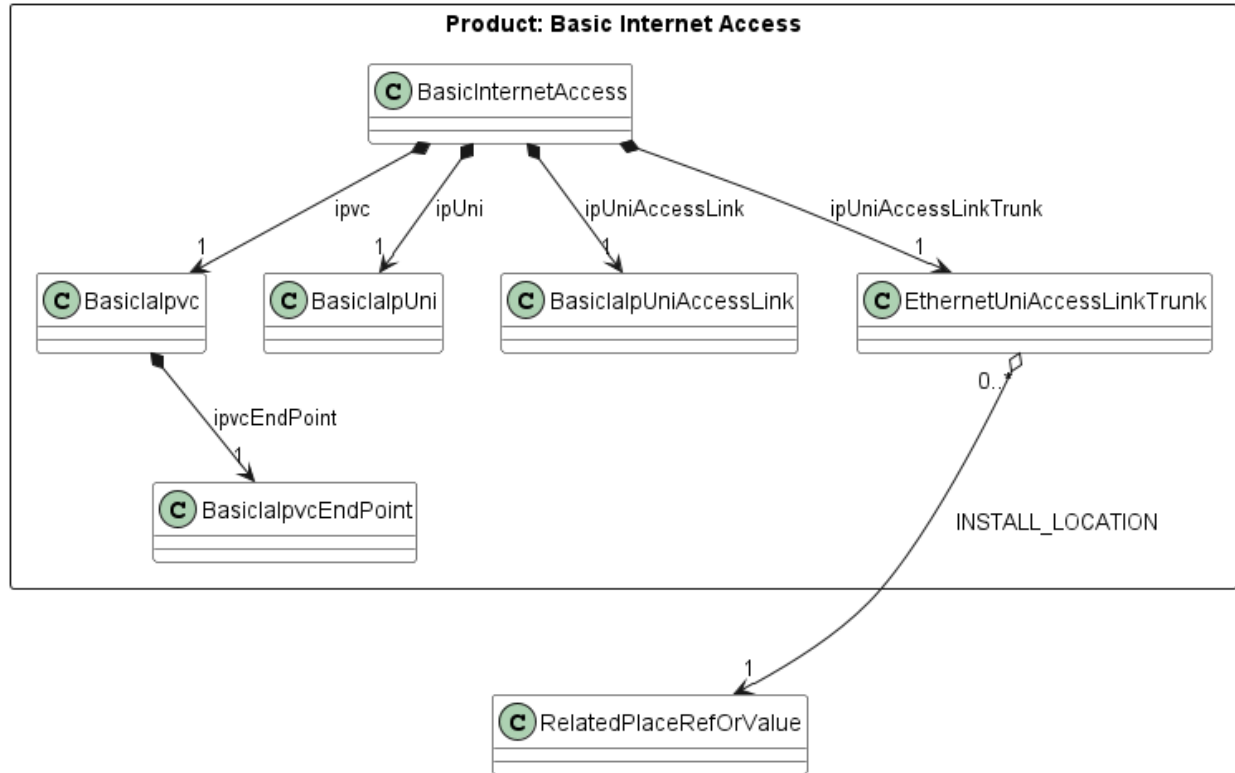 Product: Basic Internet Access
C BasicInternetAccess
ipvc
ipUni
ipUniAccessLink
ipUniAccessLinkTrunk
1
1
1
1
C BasicIaIpvc
C BasicIaIpUni
C BasicIaIpUniAccessLink
C EthernetUniAccessLinkTrunk
0..*
ipvcEndPoint
1
C BasicIaIpvcEndPoint
INSTALL_LOCATION
1
C RelatedPlaceRefOrValue